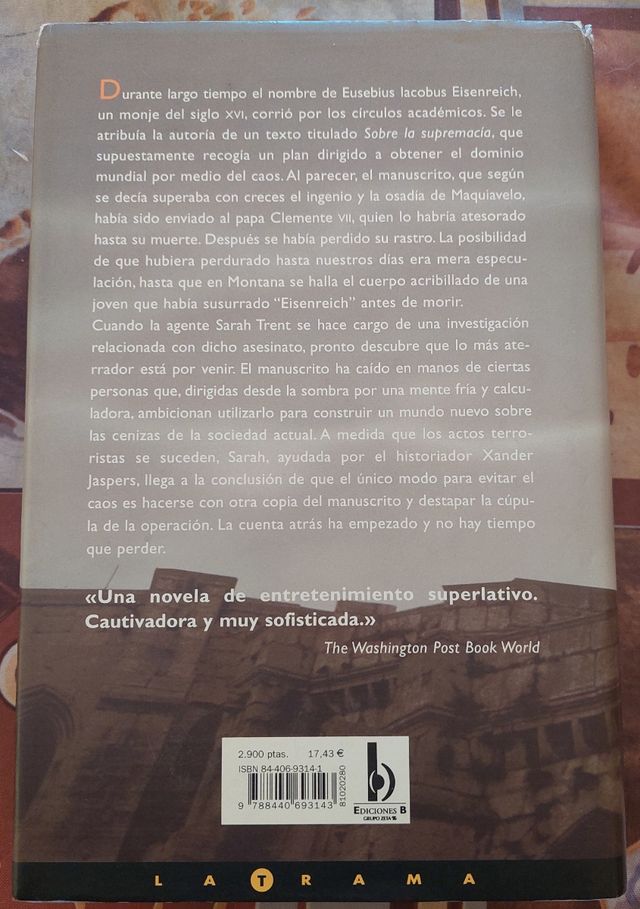 Durante largo tiempo el nombre de Eusebius Iacobus Eisenreich,
un monje del siglo XVI, corrió por los círculos académicos. Se le
atribuía la autoría de un texto titulado Sobre la supremacía, que
supuestamente recogía un plan dirigido a obtener el dominio
mundial por medio del caos. Al parecer, el manuscrito, que según
se decía superaba con creces el ingenio y la osadía de Maquiavelo,
había sido enviado al papa Clemente VII, quien lo habría atesorado
hasta su muerte. Después se había perdido su rastro. La posibilidad
de que hubiera perdurado hasta nuestros días era mera especu-
lación, hasta que en Montana se halla el cuerpo acribillado de una
joven que había susurrado "Eisenreich" antes de morir.
Cuando la agente Sarah Trent se hace cargo de una investigación
relacionada con dicho asesinato, pronto descubre que lo más ate-
rrador está por venir. El manuscrito ha caído en manos de ciertas
personas que, dirigidas desde la sombra por una mente fría y calcu-
ladora, ambicionan utilizarlo para construir un mundo nuevo sobre
las cenizas de la sociedad actual. A medida que los actos terro-
ristas se suceden, Sarah, ayudada por el historiador Xander
Jaspers, llega a la conclusión de que el único modo para evitar el
caos es hacerse con otra copia del manuscrito y destapar la cúpu-
la de la operación. La cuenta atrás ha empezado y no hay tiempo
que perder.
«Una novela de entretenimiento superlativo.
Cautivadora y muy sofisticada.»
The Washington Post Book World
2.900 ptas. 17,43 €
ISBN 84-406-9314-1
9 788440 693143
81020280
EDICIONES B
GRUPO ZETA
LA TRAMA